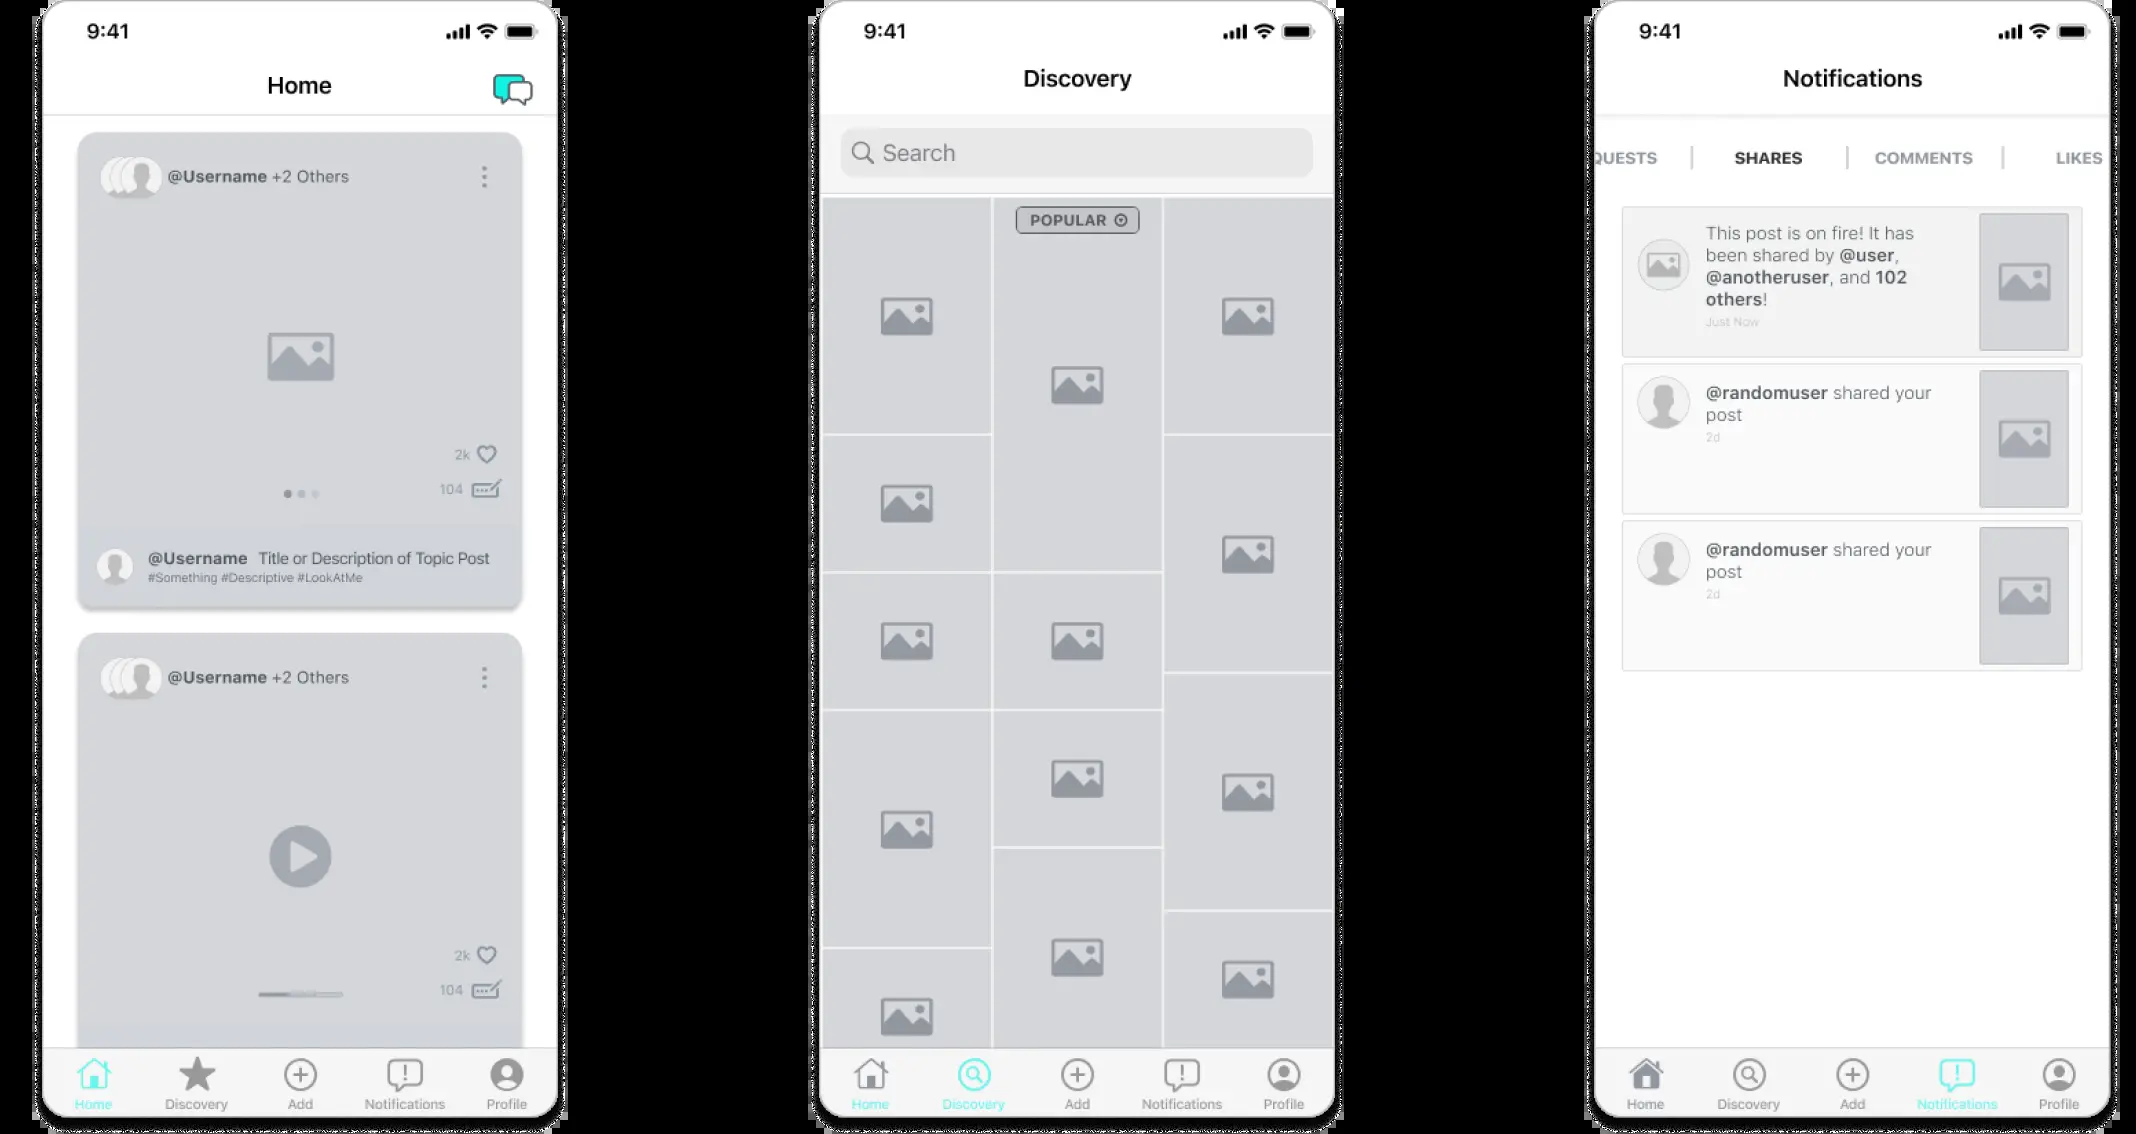 9:41
Home
@Username +2 Others
2k
104
@Username Title or Description of Topic Post
#Something #Descriptive #LookAtMe
@Username +2 Others
2k
104
Home Discovery Add Notifications Profile
9:41
Discovery
Search
POPULAR
Home Discovery Add Notifications Profile
9:41
Notifications
QUESTS SHARES COMMENTS LIKES
This post is on fire! It has
been shared by @user,
@anotheruser, and 102
others!
Just Now
@randomuser shared your
post
2d
@randomuser shared your
post
2d
Home Discovery Add Notifications Profile